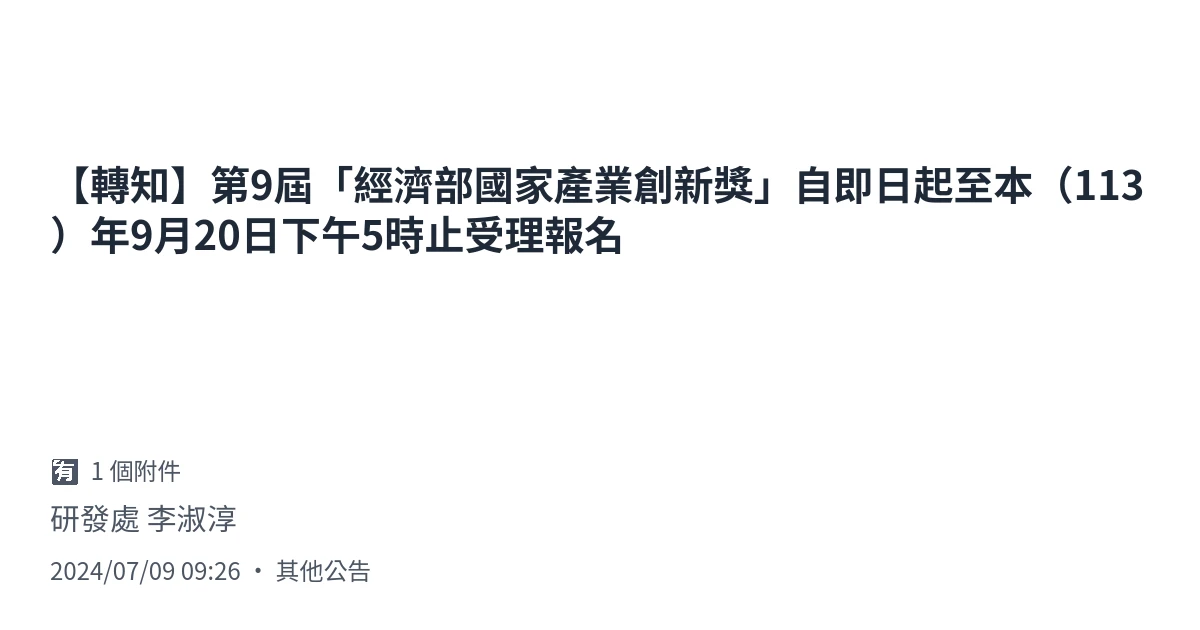 【轉知】第9屆「經濟部國家產業創新獎」自即日起至本（113
）年9月20日下午5時止受理報名
🈶 1 個附件
研發處 李淑淳
2024/07/09 09:26 ・ 其他公告